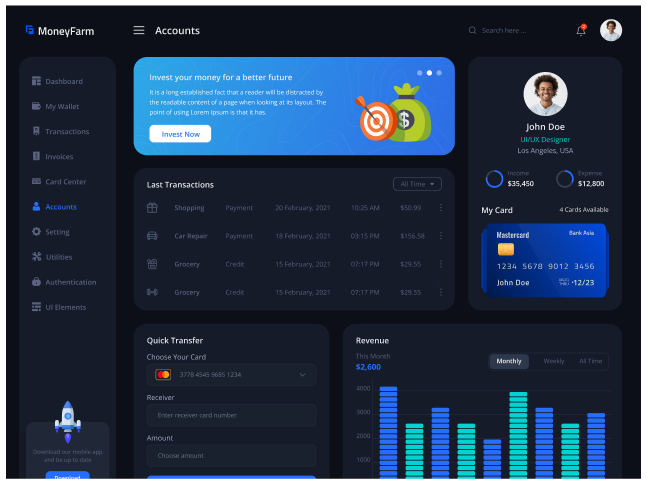 MoneyFarm
Accounts
Search here ...
Dashboard
My Wallet
Transactions
Invoices
Card Center
Accounts
Setting
Utilities
Authentication
UI Elements
Download our mobile app
and be up to date
Download
Invest your money for a better future
It is a long established fact that a reader will be distracted by
the readable content of a page when looking at its layout. The
point of using Lorem Ipsum is that it has.
Invest Now
Last Transactions
All Time
Shopping Payment 20 February, 2021 10:25 AM $50.99
Car Repair Payment 18 February, 2021 03:15 PM $156.58
Grocery Credit 15 February, 2021 07:17 PM $29.55
Grocery Credit 15 February, 2021 07:17 PM $29.55
John Doe
UI/UX Designer
Los Angeles, USA
Income
$35,450
Expense
$12,800
My Card
4 Cards Available
Mastercard
Bank Asia
1234 5678 9012 3456
John Doe
12/23
Quick Transfer
Choose Your Card
3778 4545 9685 1234
Receiver
Enter receiver card number
Amount
Choose amount
Revenue
This Month
$2,600
Monthly Weekly All Time
4000
3000
2000
1000